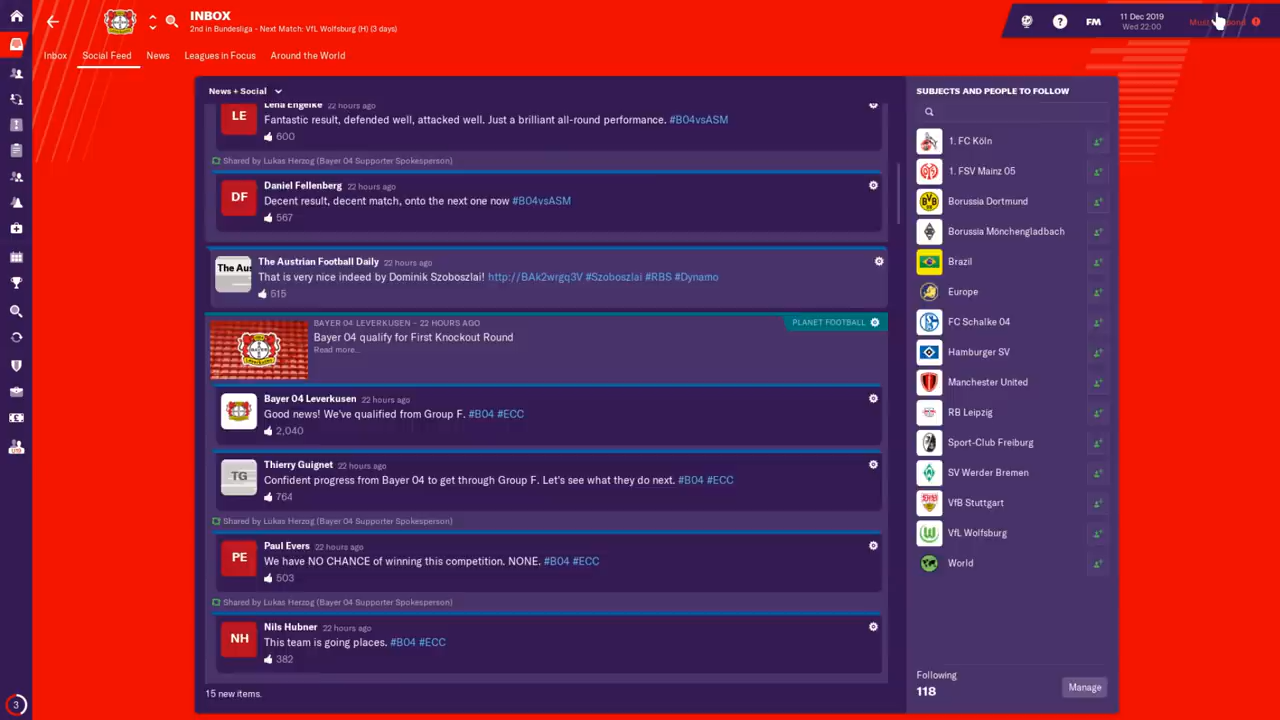 INBOX
2nd in Bundesliga - Next Match: VfL Wolfsburg (H) (3 days)
FM
11 Dec 2019
Wed 22:00
Inbox
Social Feed
News
Leagues in Focus
Around the World
News + Social
LE
Lena Engelke 22 hours ago
Fantastic result, defended well, attacked well. Just a brilliant all-round performance. #B04vsASM
600
Shared by Lukas Herzog (Bayer 04 Supporter Spokesperson)
DF
Daniel Fellenberg 22 hours ago
Decent result, decent match, onto the next one now #B04vsASM
567
The Aus
The Austrian Football Daily 22 hours ago
That is very nice indeed by Dominik Szoboszlai! http://BAk2wrgq3V #Szoboszlai #RBS #Dynamo
515
BAYER 04 LEVERKUSEN - 22 HOURS AGO
PLANET FOOTBALL
Bayer 04 qualify for First Knockout Round
Read more...
Bayer 04 Leverkusen 22 hours ago
Good news! We've qualified from Group F. #B04 #ECC
2,040
TG
Thierry Guignet 22 hours ago
Confident progress from Bayer 04 to get through Group F. Let's see what they do next. #B04 #ECC
764
Shared by Lukas Herzog (Bayer 04 Supporter Spokesperson)
PE
Paul Evers 22 hours ago
We have NO CHANCE of winning this competition. NONE. #B04 #ECC
503
Shared by Lukas Herzog (Bayer 04 Supporter Spokesperson)
NH
Nils Hubner 22 hours ago
This team is going places. #B04 #ECC
382
15 new items.
SUBJECTS AND PEOPLE TO FOLLOW
1. FC Köln
1. FSV Mainz 05
Borussia Dortmund
Borussia Mönchengladbach
Brazil
Europe
FC Schalke 04
Hamburger SV
Manchester United
RB Leipzig
Sport-Club Freiburg
SV Werder Bremen
VfB Stuttgart
VfL Wolfsburg
World
Following
118
Manage
3